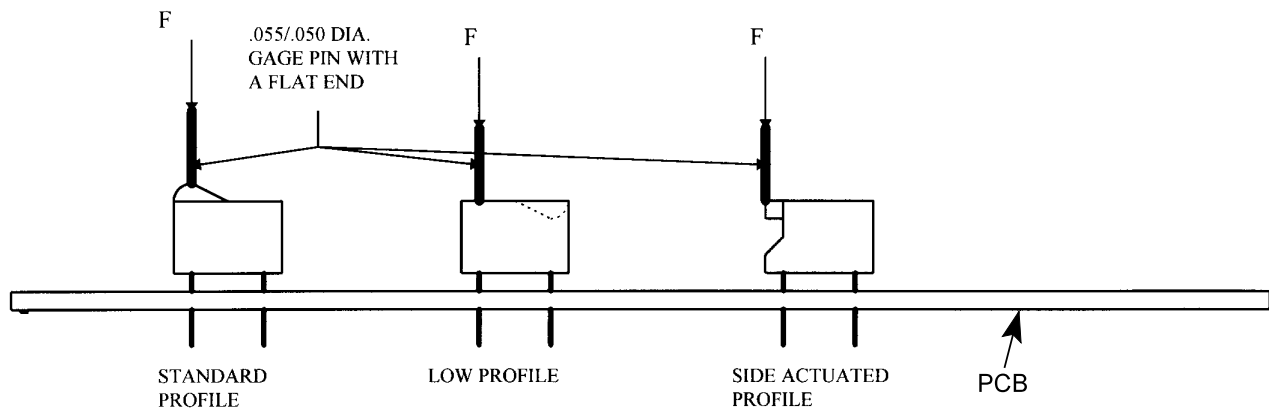 F
.055/.050 DIA.
GAGE PIN WITH
A FLAT END
F
F
STANDARD
PROFILE
LOW PROFILE
SIDE ACTUATED
PROFILE
PCB